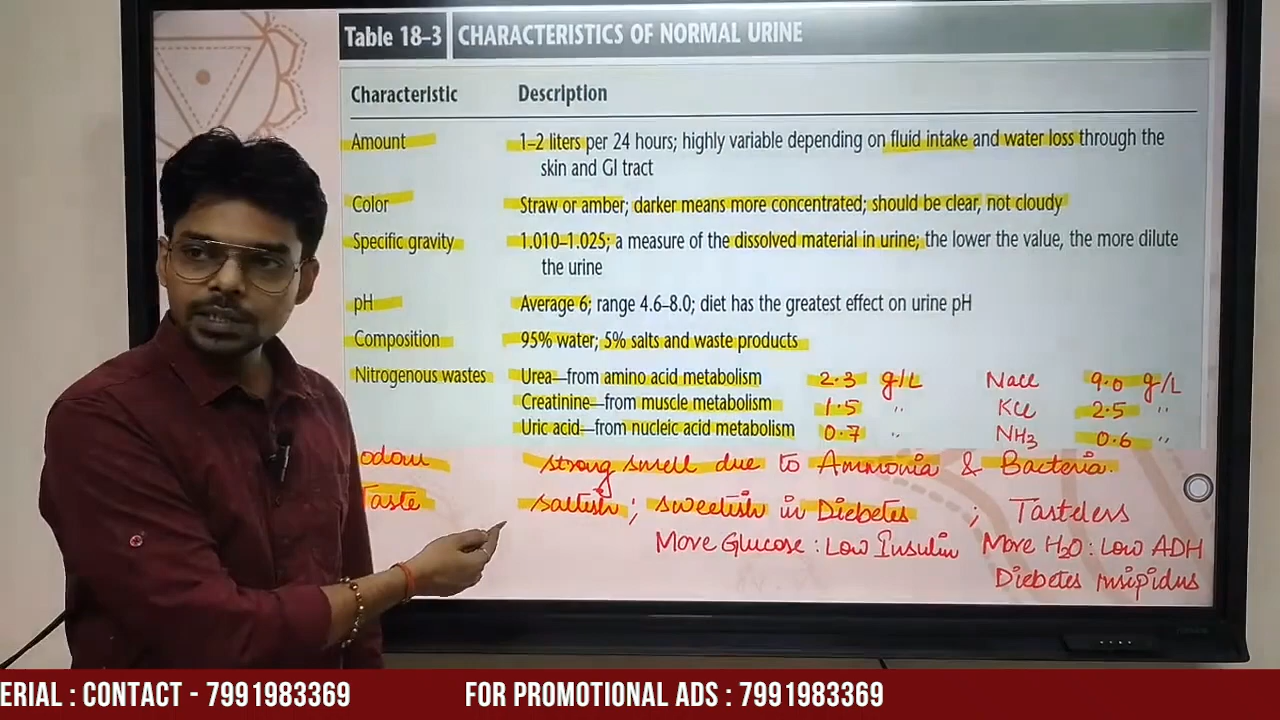 Table 18–3 CHARACTERISTICS OF NORMAL URINE
Characteristic Description
Amount 1–2 liters per 24 hours; highly variable depending on fluid intake and water loss through the
skin and GI tract
Color Straw or amber; darker means more concentrated; should be clear, not cloudy
Specific gravity 1.010–1.025; a measure of the dissolved material in urine; the lower the value, the more dilute
the urine
pH Average 6; range 4.6–8.0; diet has the greatest effect on urine pH
Composition 95% water; 5% salts and waste products
Nitrogenous wastes Urea—from amino acid metabolism 2.3 g/L NaCl 9.0 g/L
Creatinine—from muscle metabolism 1.5 " KCl 2.5 "
Uric acid—from nucleic acid metabolism 0.7 " NH3 0.6 "
odour strong smell due to Ammonia & Bacteria.
Taste saltish; sweetish in Diebetes ; Tasteless
More Glucose : Low Insulin More H2O : Low ADH
Diebetes insipidus
ERIAL : CONTACT - 7991983369 FOR PROMOTIONAL ADS : 7991983369